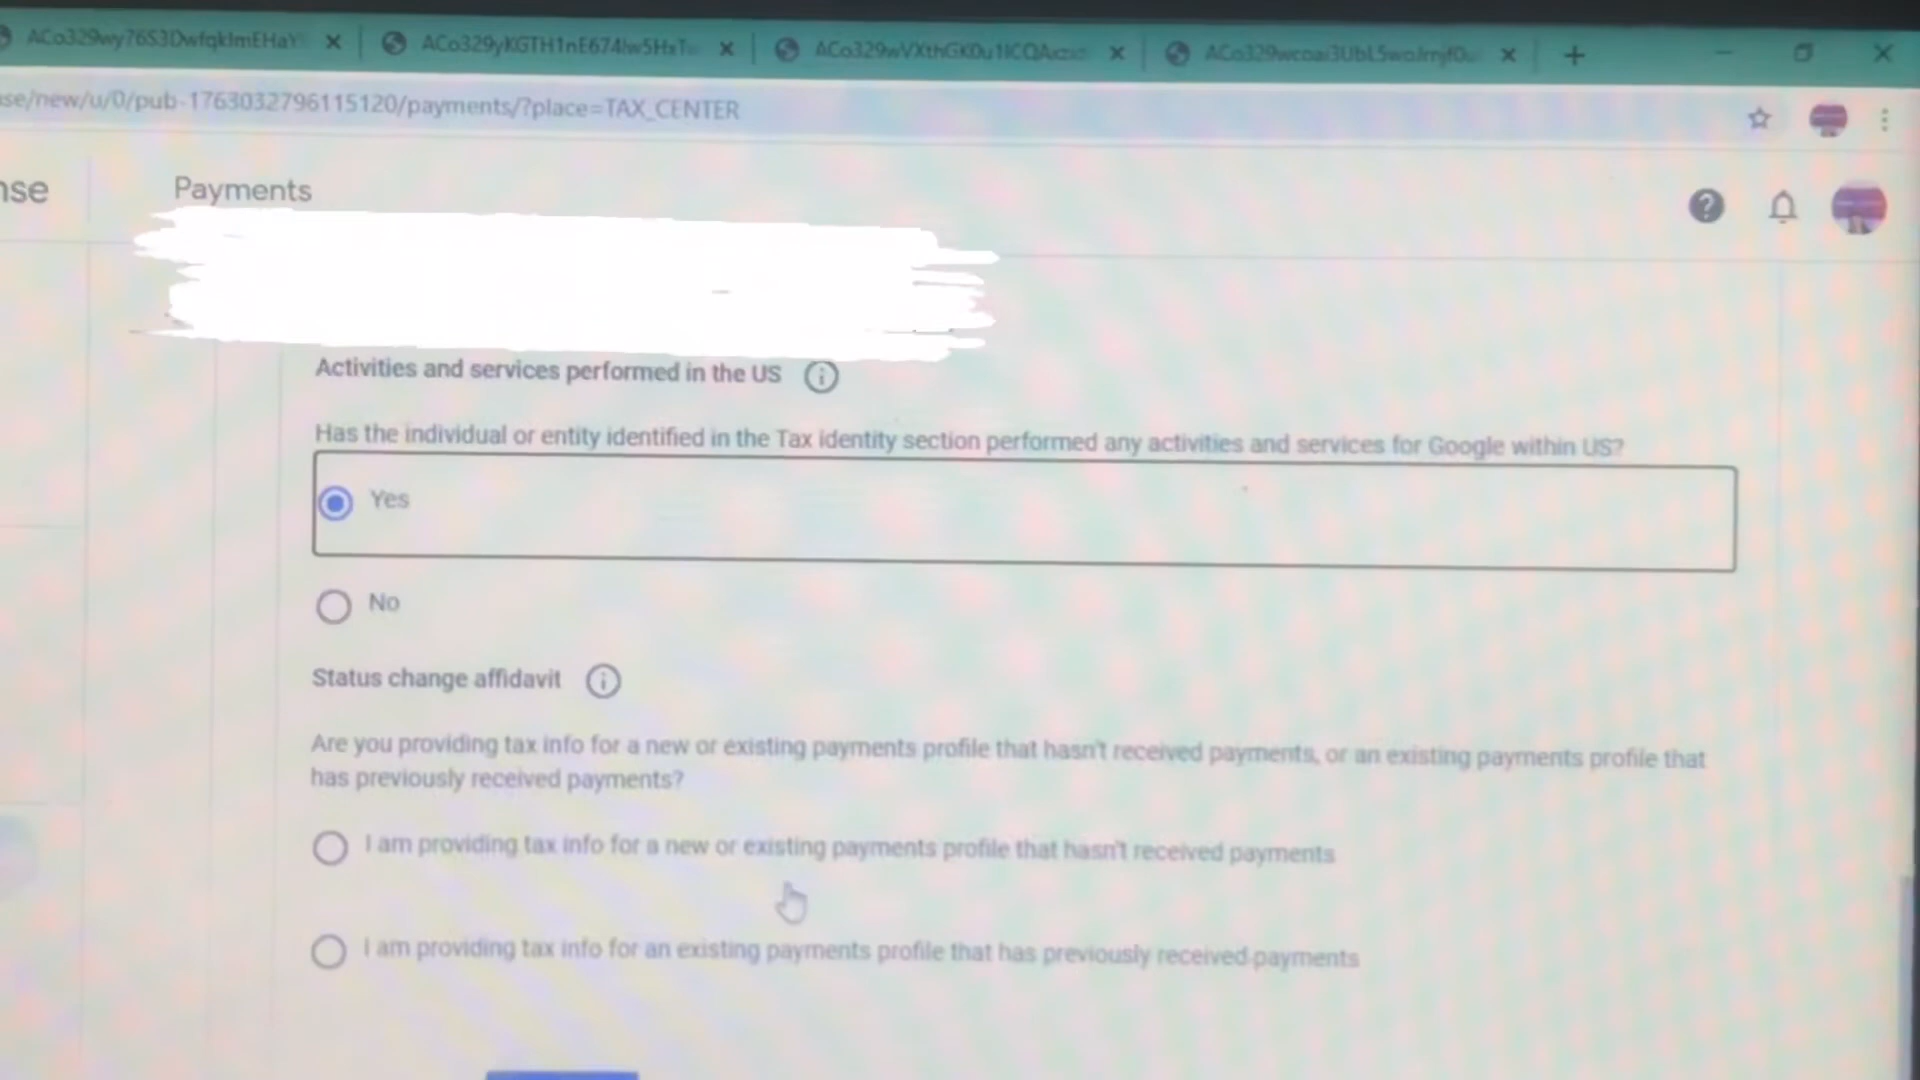 se/new/u/0/pub-1763032796115120/payments/?place=TAX_CENTER
nse
Payments
Activities and services performed in the US
Has the individual or entity identified in the Tax identity section performed any activities and services for Google within US?
Yes
No
Status change affidavit
Are you providing tax info for a new or existing payments profile that hasn't received payments, or an existing payments profile that
has previously received payments?
I am providing tax info for a new or existing payments profile that hasn't received payments
I am providing tax info for an existing payments profile that has previously received payments